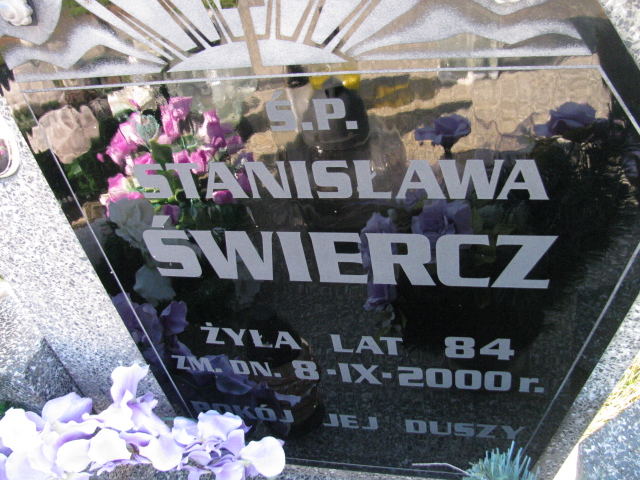 Ś.P.
STANISŁAWA
ŚWIERCZ
ŻYŁA LAT 84
ZM. DN. 8-IX-2000 r.
POKÓJ JEJ DUSZY